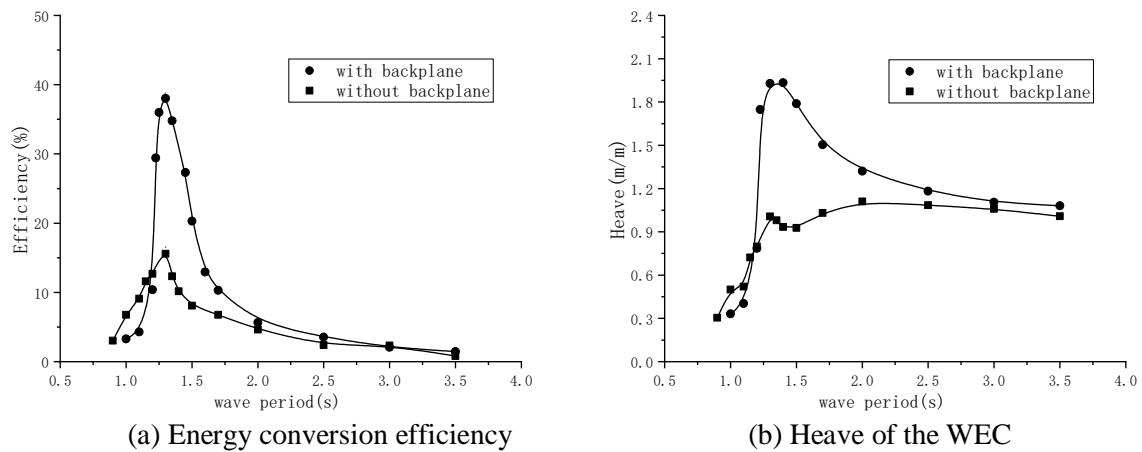 50
40
30
20
10
0
Efficiency(%)
with backplane
without backplane
0.5 1.0 1.5 2.0 2.5 3.0 3.5 4.0
wave period(s)
(a) Energy conversion efficiency
2.4
2.1
1.8
1.5
1.2
0.9
0.6
0.3
0.0
Heave(m/m)
with backplane
without backplane
0.5 1.0 1.5 2.0 2.5 3.0 3.5 4.0
wave period(s)
(b) Heave of the WEC